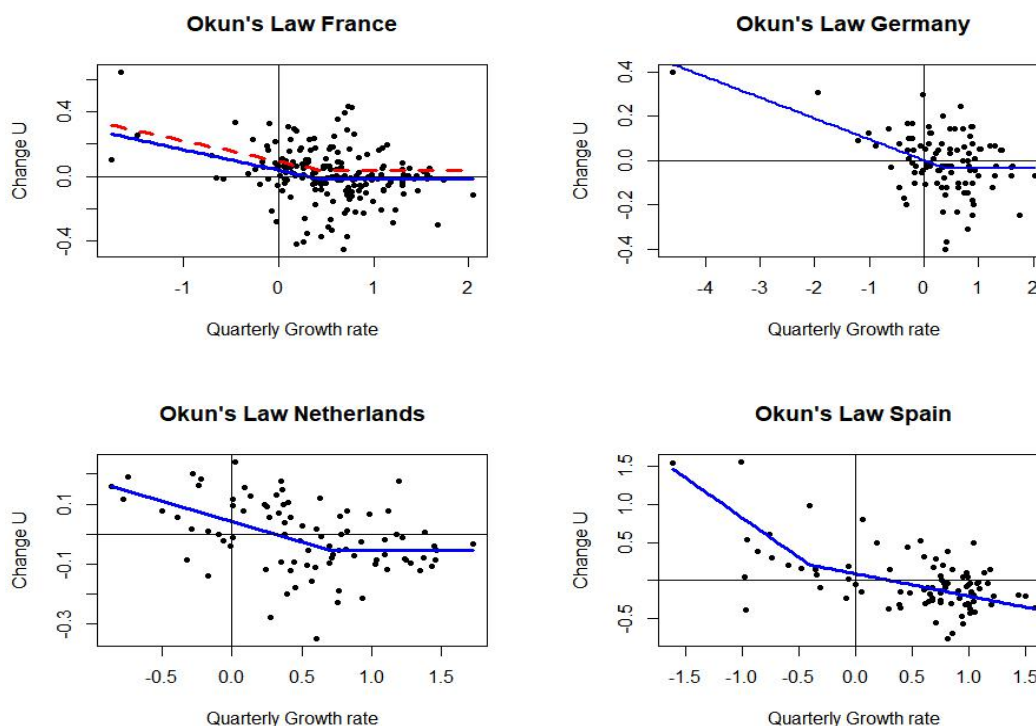 Okun's Law France
Change U
0.4
0.0
-0.4
-1 0 1 2
Quarterly Growth rate
Okun's Law Germany
Change U
0.4
0.2
0.0
-0.2
-0.4
-4 -3 -2 -1 0 1 2
Quarterly Growth rate
Okun's Law Netherlands
Change U
0.1
-0.1
-0.3
-0.5 0.0 0.5 1.0 1.5
Quarterly Growth rate
Okun's Law Spain
Change U
1.5
1.0
0.5
-0.5
-1.5 -1.0 -0.5 0.0 0.5 1.0 1.5
Quarterly Growth rate